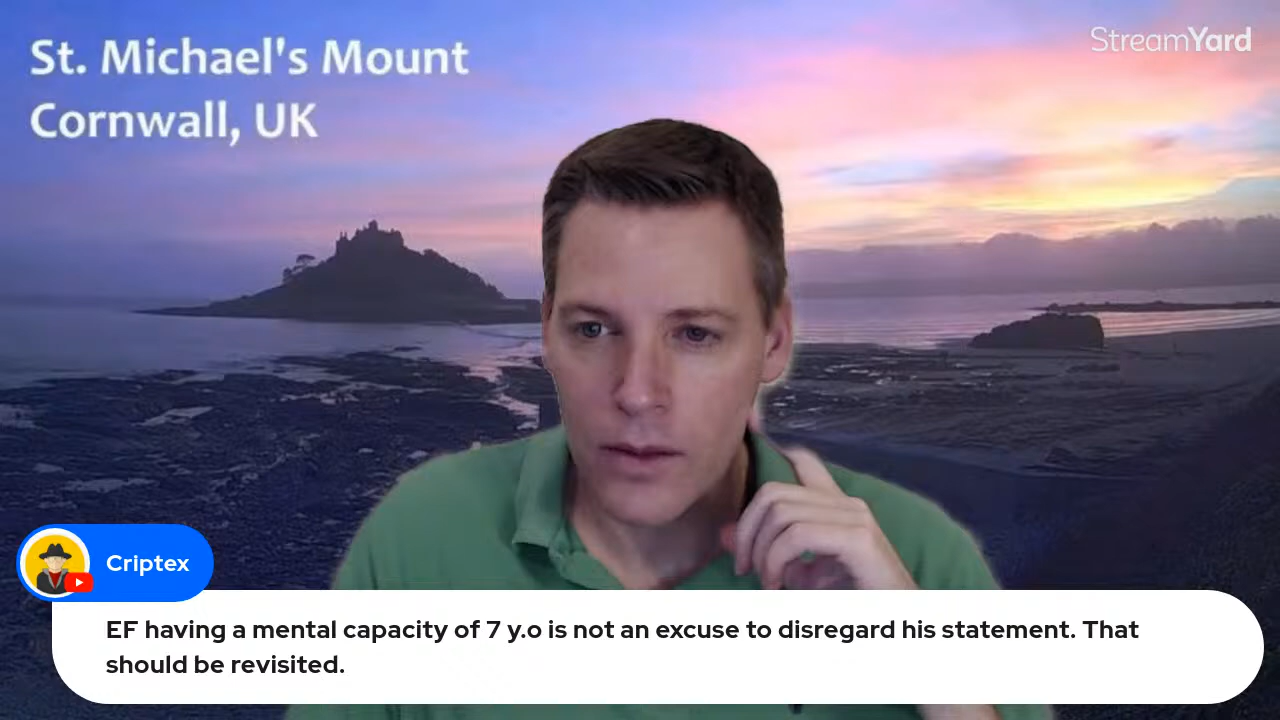 St. Michael's Mount
Cornwall, UK
StreamYard
Criptex
EF having a mental capacity of 7 y.o is not an excuse to disregard his statement. That
should be revisited.